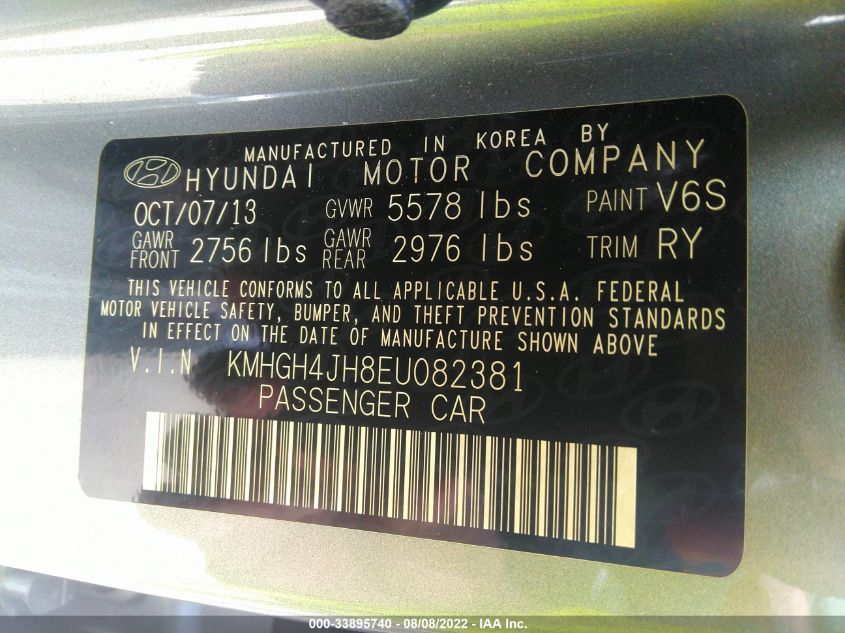 MANUFACTURED IN KOREA BY
HYUNDAI MOTOR COMPANY
OCT/07/13 GVWR 5578 lbs PAINT V6S
GAWR FRONT 2756 lbs GAWR REAR 2976 lbs TRIM RY
THIS VEHICLE CONFORMS TO ALL APPLICABLE U.S.A. FEDERAL
MOTOR VEHICLE SAFETY, BUMPER, AND THEFT PREVENTION STANDARDS
IN EFFECT ON THE DATE OF MANUFACTURE SHOWN ABOVE
V.I.N. KMHGH4JH8EU082381
PASSENGER CAR
000-33895740 - 08/08/2022 - IAA Inc.